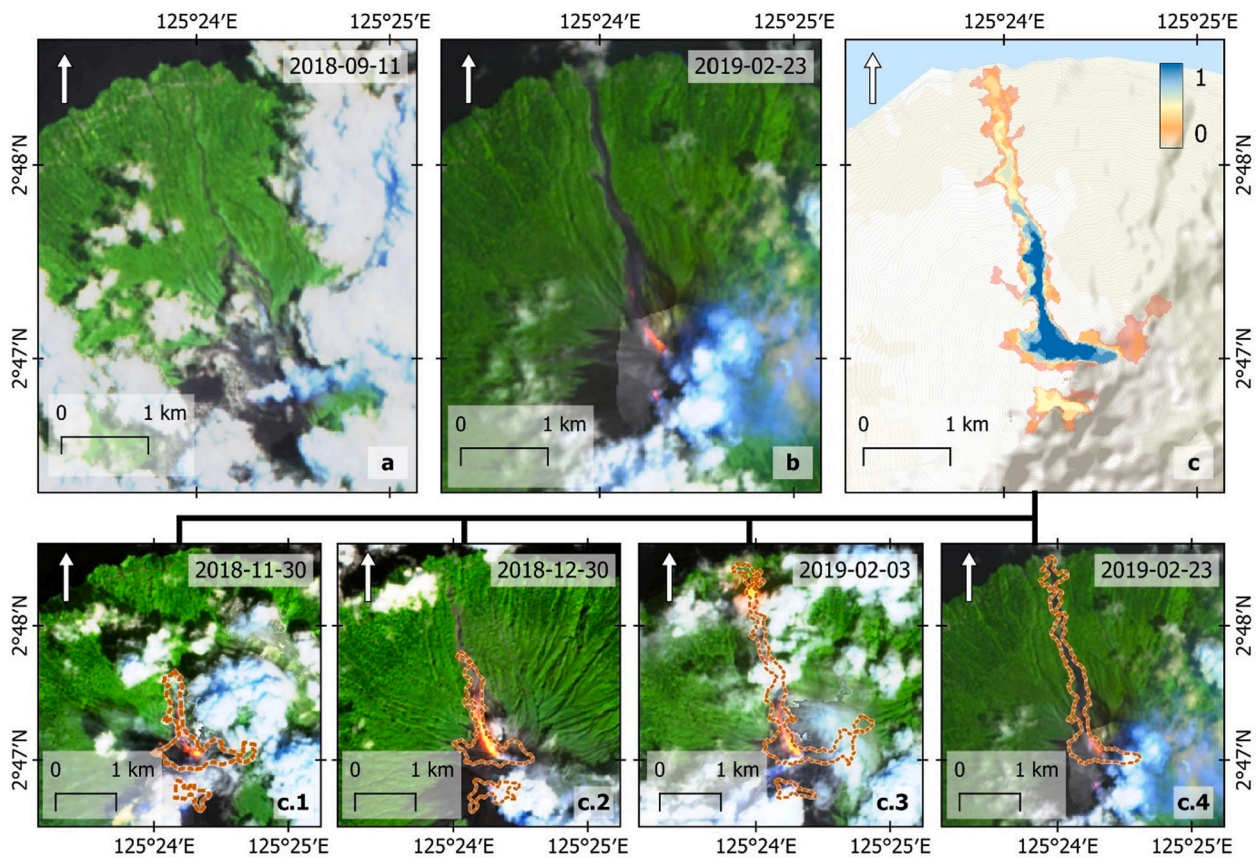 125°24′E 125°25′E 125°24′E 125°25′E 125°24′E 125°25′E
2018-09-11 2019-02-23 1
0
2°48′N 2°48′N
2°47′N 2°47′N
0 1 km 0 1 km 0 1 km
a b c
2018-11-30 2018-12-30 2019-02-03 2019-02-23
2°48′N 2°48′N
2°47′N 2°47′N
0 1 km 0 1 km 0 1 km 0 1 km
c.1 c.2 c.3 c.4
125°24′E 125°25′E 125°24′E 125°25′E 125°24′E 125°25′E 125°24′E 125°25′E